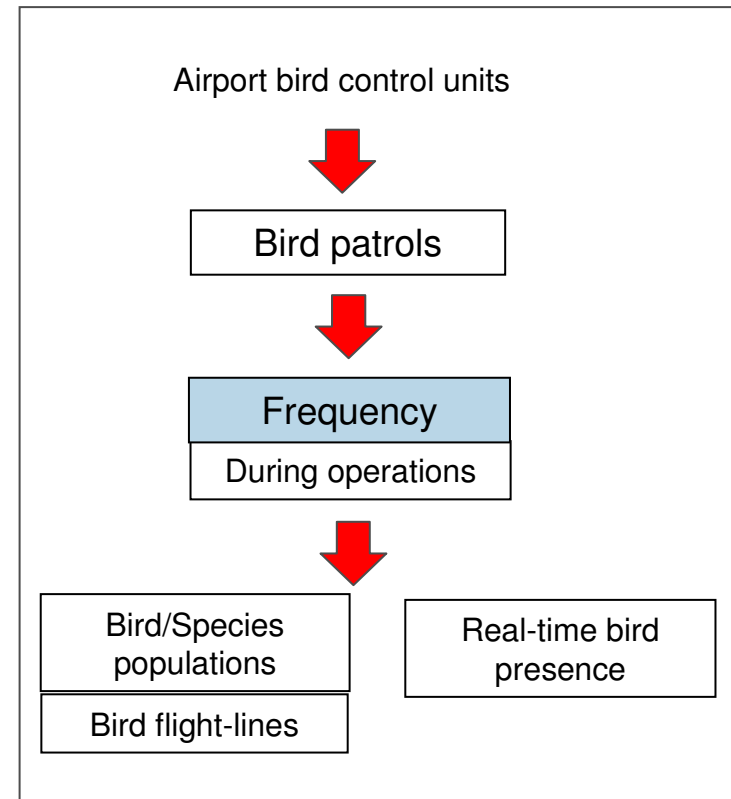 Airport bird control units
Bird patrols
Frequency
During operations
Bird/Species
populations
Bird flight-lines
Real-time bird
presence